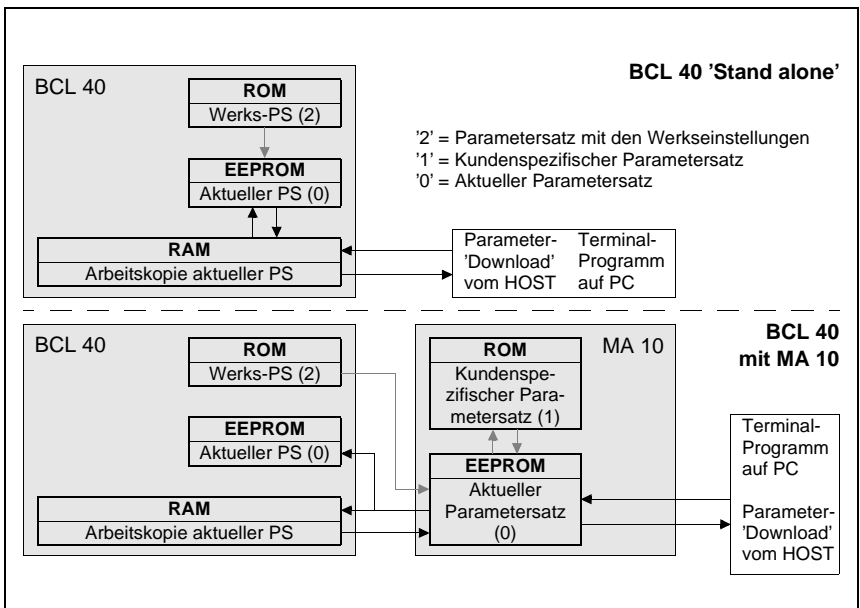 BCL 40 'Stand alone'
BCL 40
ROM
Werks-PS (2)
'2' = Parametersatz mit den Werkseinstellungen
'1' = Kundenspezifischer Parametersatz
'0' = Aktueller Parametersatz
EEPROM
Aktueller PS (0)
RAM
Arbeitskopie aktueller PS
Parameter-
'Download'
vom HOST
Terminal-
Programm
auf PC
BCL 40
mit MA 10
BCL 40
ROM
Werks-PS (2)
EEPROM
Aktueller PS (0)
RAM
Arbeitskopie aktueller PS
MA 10
ROM
Kundenspe-
zifischer Para-
metersatz (1)
EEPROM
Aktueller
Parametersatz
(0)
Terminal-
Programm
auf PC
Parameter-
'Download'
vom HOST